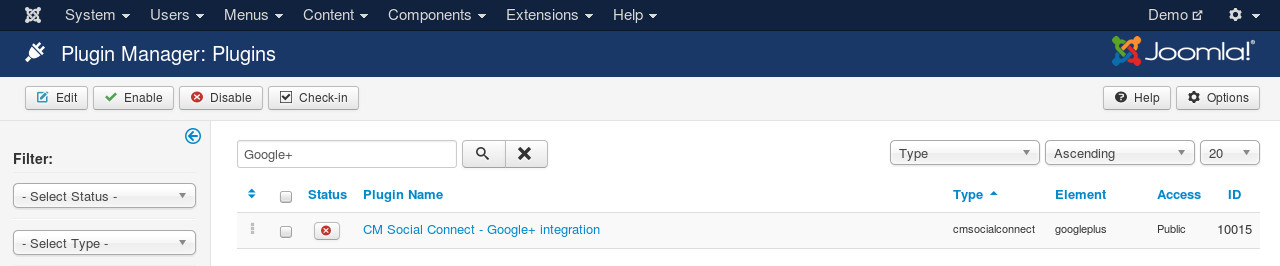 System Users Menus Content Components Extensions Help Demo
Plugin Manager: Plugins Joomla!®
Edit Enable Disable Check-in Help Options
Filter:
Google+
Type Ascending 20
- Select Status -
Status Plugin Name Type Element Access ID
CM Social Connect - Google+ integration cmsocialconnect googleplus Public 10015
- Select Type -